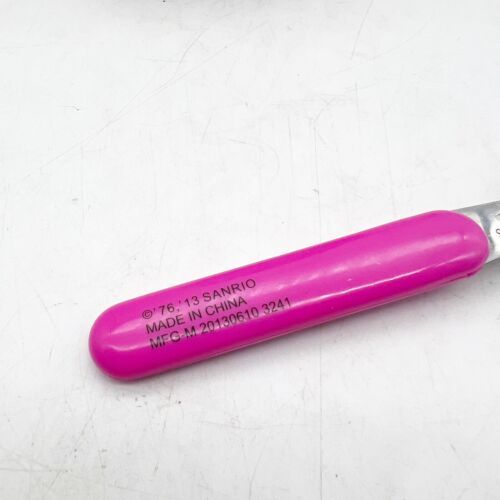 ©'76,'13 SANRIO
MADE IN CHINA
MFG-M 20130610 3241